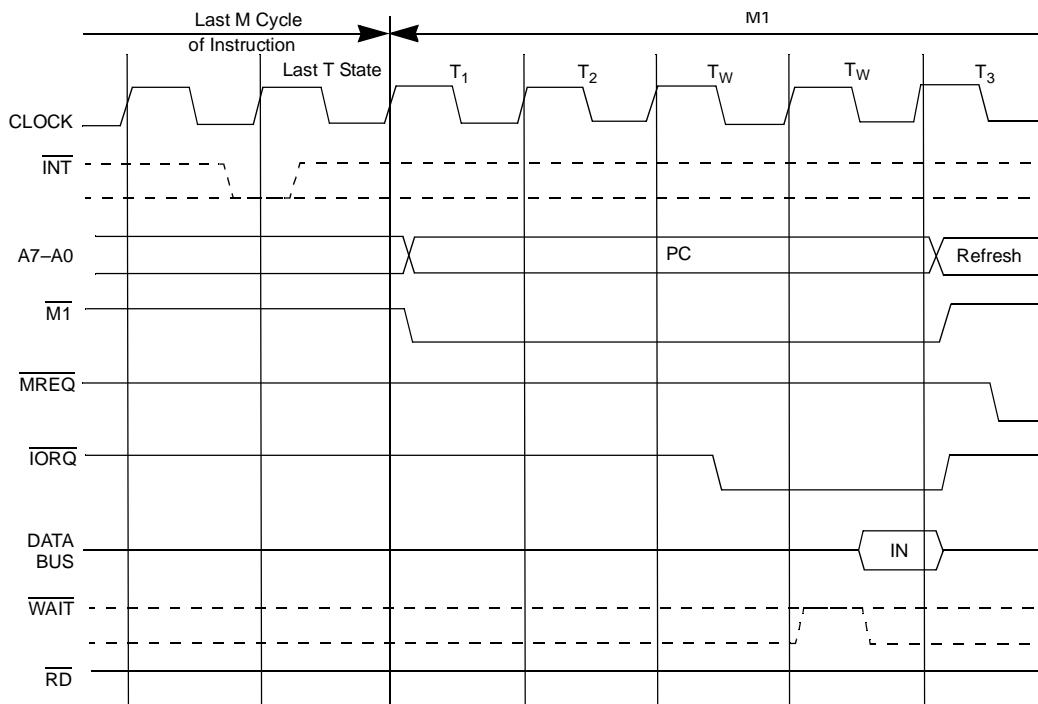 Last M Cycle
of Instruction
M1
Last T State
T1
T2
TW
TW
T3
CLOCK
INT
A7–A0
PC
Refresh
M1
MREQ
IORQ
DATA
BUS
IN
WAIT
RD